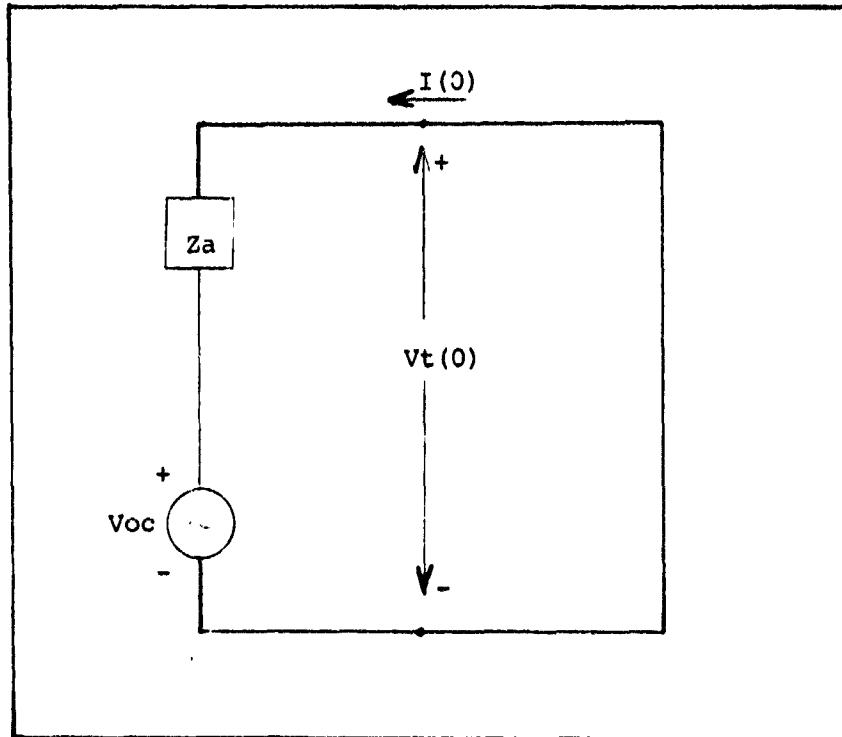 I(0)
+
Za
Vt(0)
+
Voc
-
-